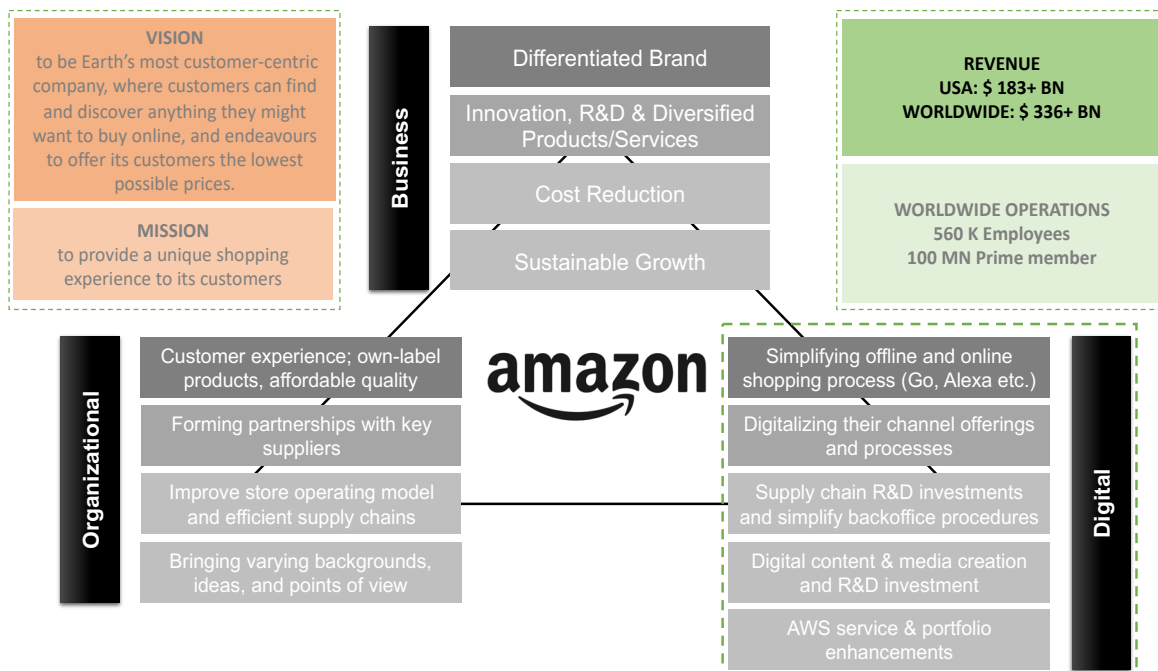 VISION
to be Earth's most customer-centric
company, where customers can find
and discover anything they might
want to buy online, and endeavours
to offer its customers the lowest
possible prices.
MISSION
to provide a unique shopping
experience to its customers
Business
Differentiated Brand
Innovation, R&D & Diversified
Products/Services
Cost Reduction
Sustainable Growth
REVENUE
USA: $ 183+ BN
WORLDWIDE: $ 336+ BN
WORLDWIDE OPERATIONS
560 K Employees
100 MN Prime member
Organizational
Customer experience; own-label
products, affordable quality
Forming partnerships with key
suppliers
Improve store operating model
and efficient supply chains
Bringing varying backgrounds,
ideas, and points of view
amazon
Simplifying offline and online
shopping process (Go, Alexa etc.)
Digitalizing their channel offerings
and processes
Supply chain R&D investments
and simplify backoffice procedures
Digital content & media creation
and R&D investment
AWS service & portfolio
enhancements
Digital